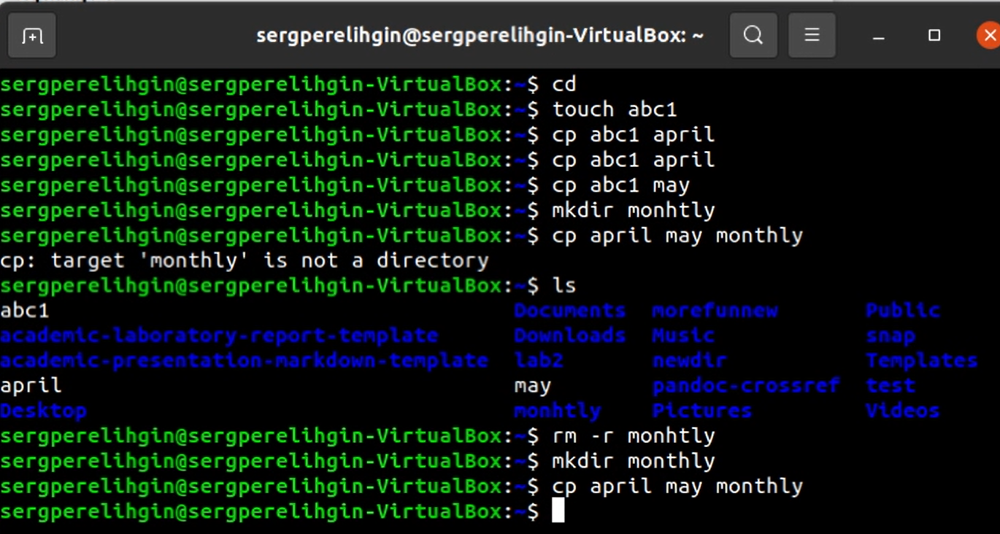 sergperelihgin@sergperelihgin-VirtualBox: ~
sergperelihgin@sergperelihgin-VirtualBox:~$ cd
sergperelihgin@sergperelihgin-VirtualBox:~$ touch abc1
sergperelihgin@sergperelihgin-VirtualBox:~$ cp abc1 april
sergperelihgin@sergperelihgin-VirtualBox:~$ cp abc1 april
sergperelihgin@sergperelihgin-VirtualBox:~$ cp abc1 may
sergperelihgin@sergperelihgin-VirtualBox:~$ mkdir monhtly
sergperelihgin@sergperelihgin-VirtualBox:~$ cp april may monthly
cp: target 'monthly' is not a directory
sergperelihgin@sergperelihgin-VirtualBox:~$ ls
abc1 Documents morefunnew Public
academic-laboratory-report-template Downloads Music snap
academic-presentation-markdown-template lab2 newdir Templates
april may pandoc-crossref test
Desktop monhtly Pictures Videos
sergperelihgin@sergperelihgin-VirtualBox:~$ rm -r monhtly
sergperelihgin@sergperelihgin-VirtualBox:~$ mkdir monthly
sergperelihgin@sergperelihgin-VirtualBox:~$ cp april may monthly
sergperelihgin@sergperelihgin-VirtualBox:~$